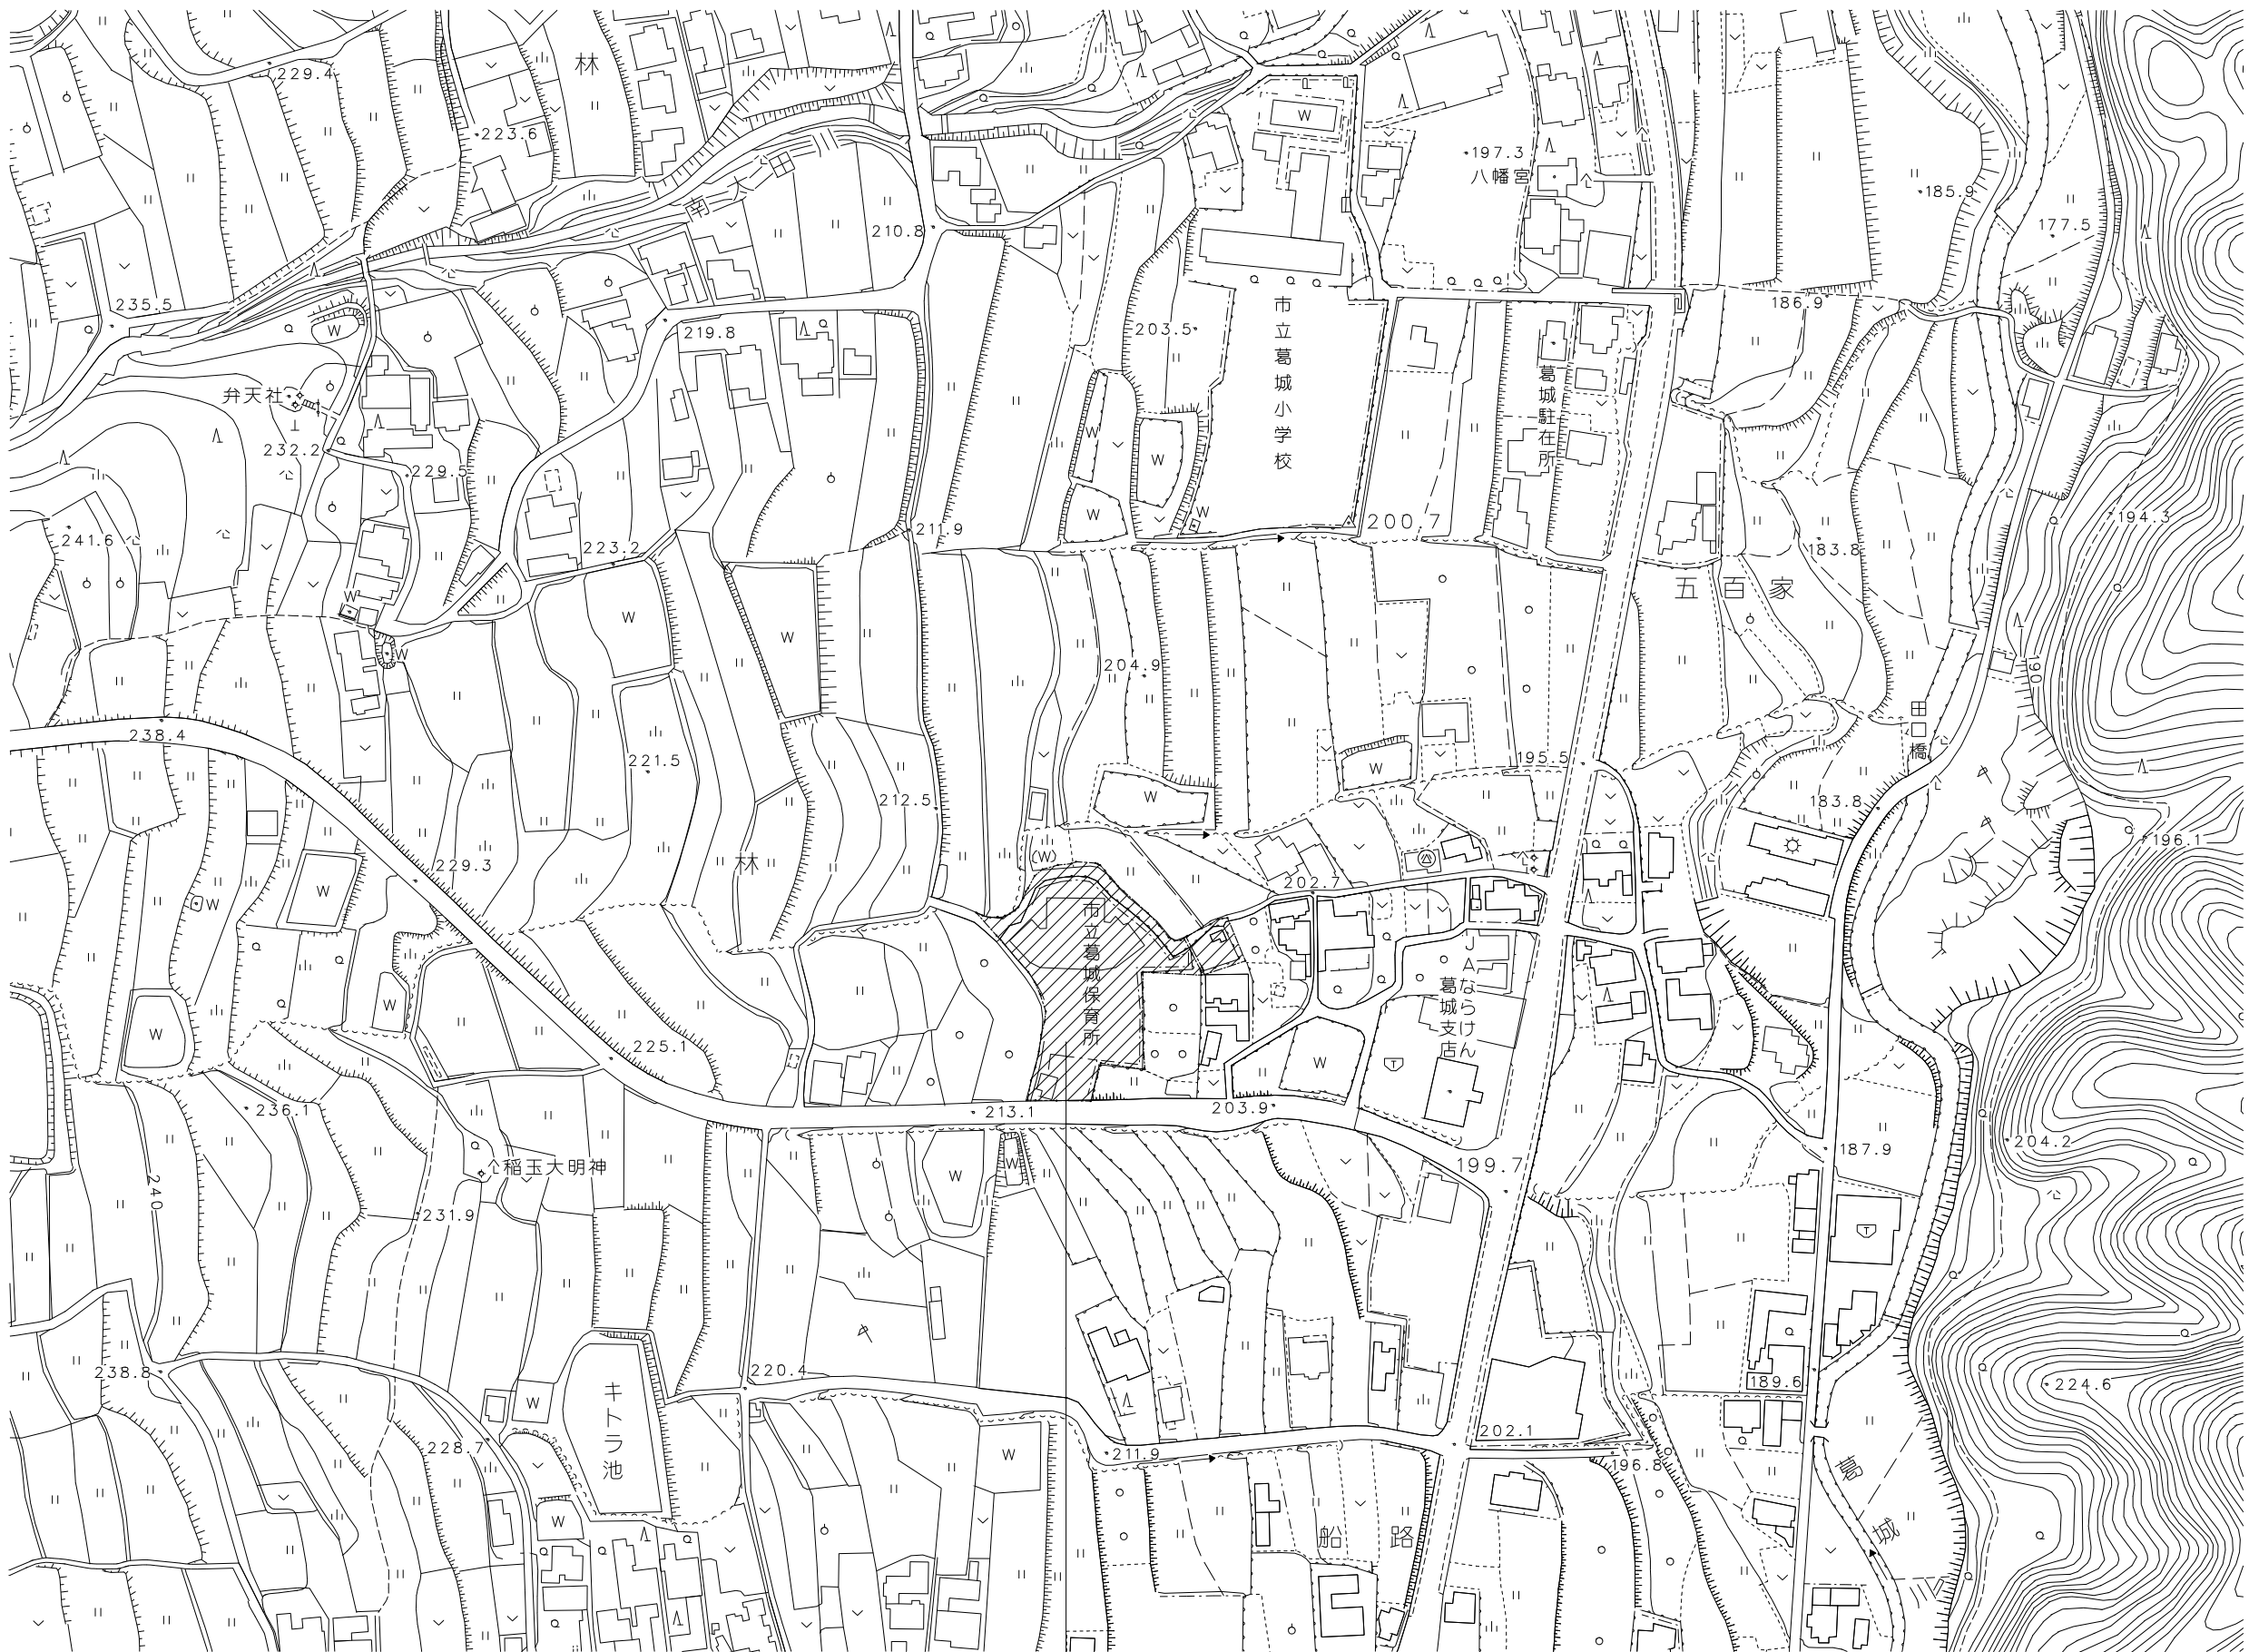 林
229.4
223.6
幸
田
210.8
W
197.3
八幡宮
185.9
177.5
235.5
W
219.8
203.5
市立葛城小学校
186.9
弁天社
232.2
229.5
W
W
W
W
葛城駐在所
194.3
200.7
211.9
241.6
223.2
183.8
五百家
W
W
W
W
204.9
190
238.4
221.5
195.5
田口橋
W
W
212.5
183.8
196.1
229.3
林
(W)
202.7
W
W
市立葛城保育所
JAならけん
葛城支店
W
W
W
225.1
T
236.1
213.1
203.9
187.9
204.2
稲玉大明神
W
W
199.7
240
231.9
T
238.8
220.4
189.6
224.6
W
キトラ池
202.1
228.7
W
211.9
196.8
W
船路
葛城